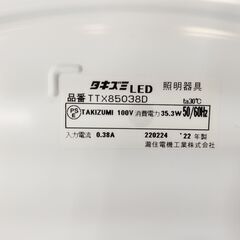 タキズミLED 照明器具
品番 TTX85038D ta30℃
PS E TAKIZUMI 100V 消費電力 35.3W 50/60Hz
入力電流 0.38A 220224 '22年製
瀧住電機工業株式会社